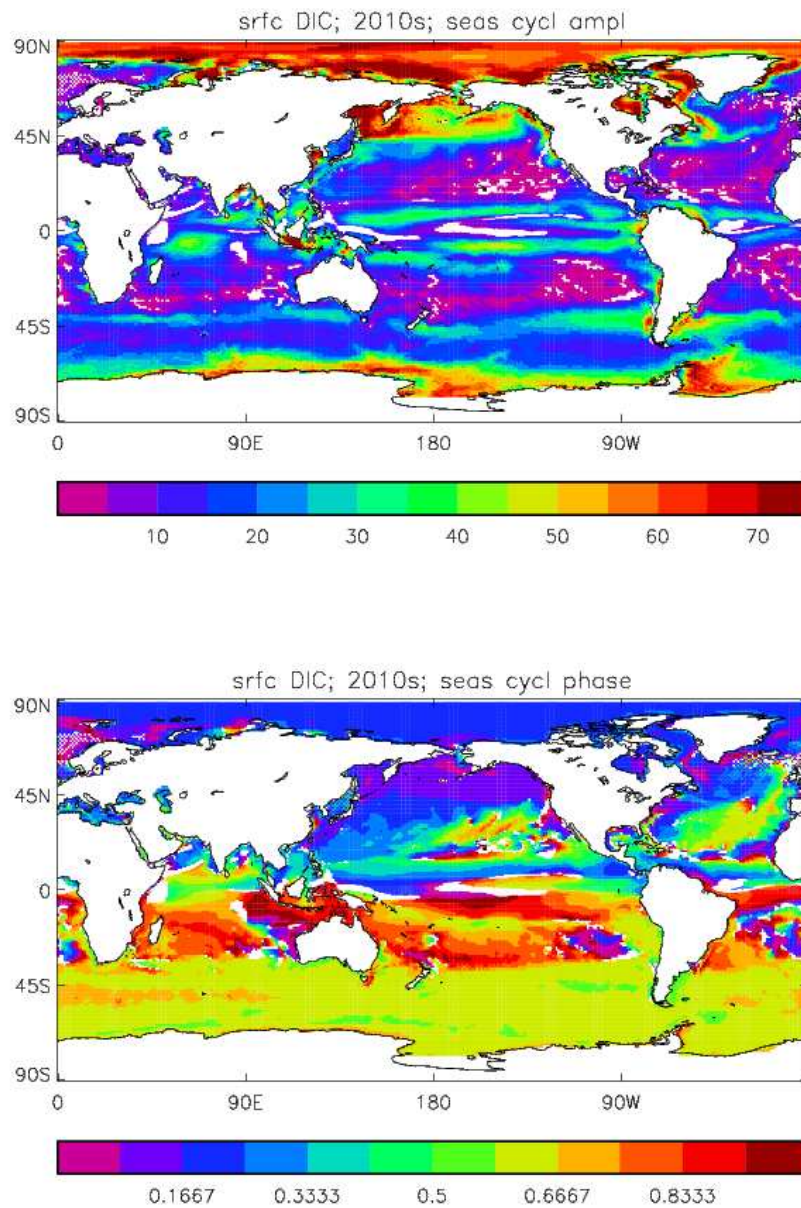 srfc DIC; 2010s; seas cycl ampl
90N
45N
0
45S
90S
0 90E 180 90W
10 20 30 40 50 60 70
srfc DIC; 2010s; seas cycl phase
90N
45N
0
45S
90S
0 90E 180 90W
0.1667 0.3333 0.5 0.6667 0.8333